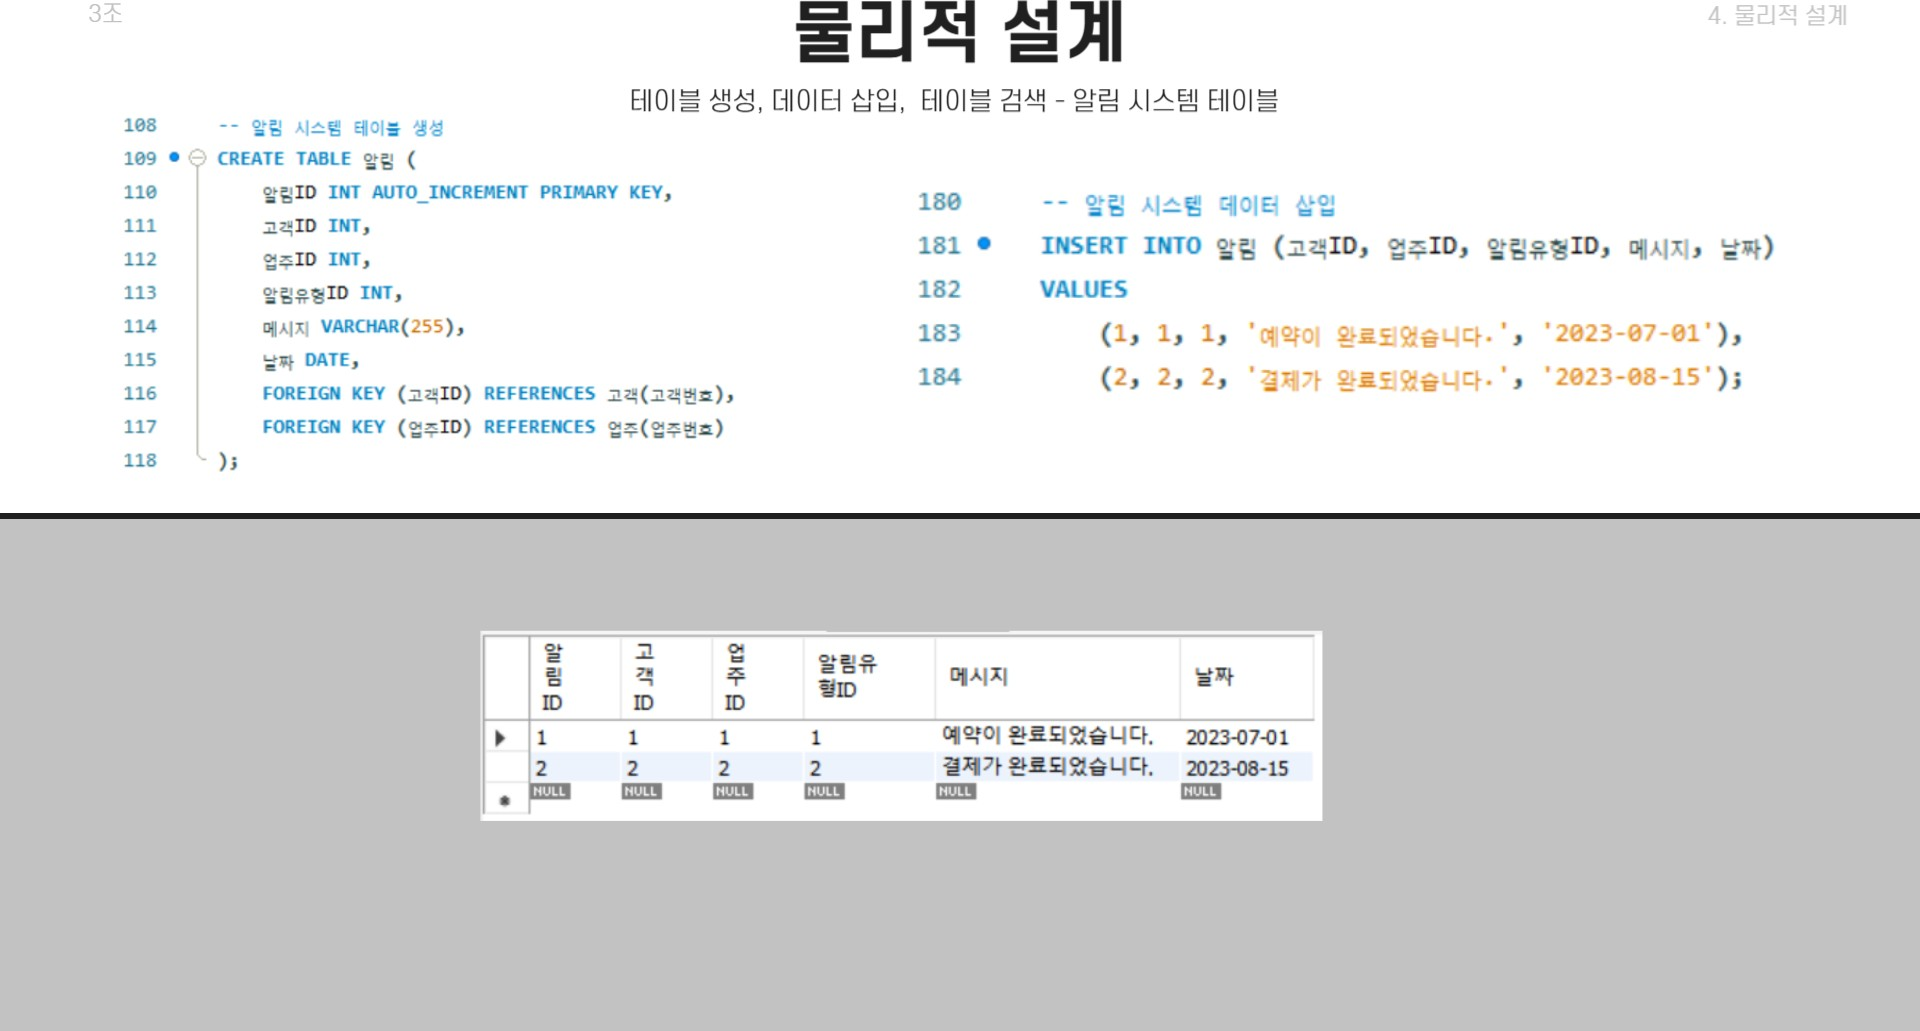 3조
4. 물리적 설계
물리적 설계
테이블 생성, 데이터 삽입, 테이블 검색 - 알림 시스템 테이블
108 -- 알림 시스템 테이블 생성
109 CREATE TABLE 알림 (
110 알림ID INT AUTO_INCREMENT PRIMARY KEY,
111 고객ID INT,
112 업주ID INT,
113 알림유형ID INT,
114 메시지 VARCHAR(255),
115 날짜 DATE,
116 FOREIGN KEY (고객ID) REFERENCES 고객(고객번호),
117 FOREIGN KEY (업주ID) REFERENCES 업주(업주번호)
118 );
180 -- 알림 시스템 데이터 삽입
181 INSERT INTO 알림 (고객ID, 업주ID, 알림유형ID, 메시지, 날짜)
182 VALUES
183 (1, 1, 1, '예약이 완료되었습니다.', '2023-07-01'),
184 (2, 2, 2, '결제가 완료되었습니다.', '2023-08-15');
알림ID 고객ID 업주ID 알림유형ID 메시지 날짜
1 1 1 1 예약이 완료되었습니다. 2023-07-01
2 2 2 2 결제가 완료되었습니다. 2023-08-15
NULL NULL NULL NULL NULL NULL